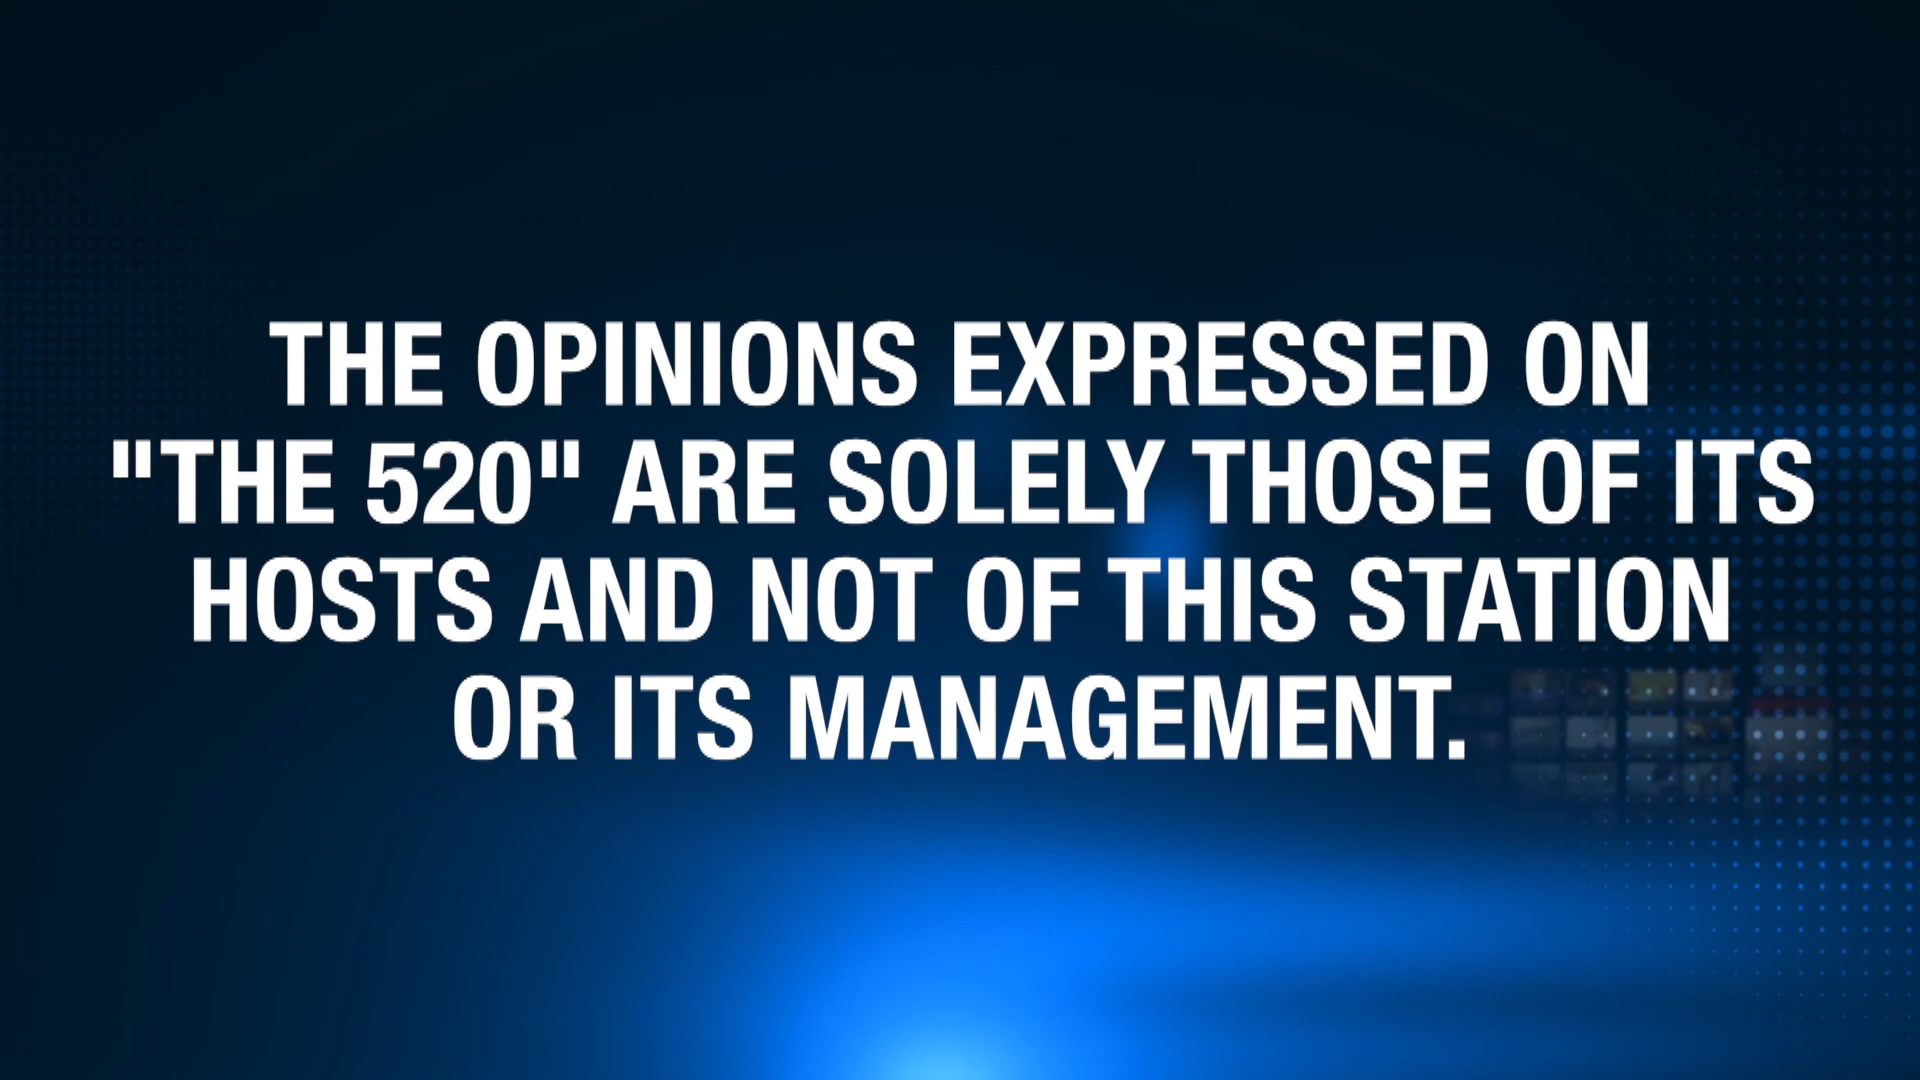 THE OPINIONS EXPRESSED ON
"THE 520" ARE SOLELY THOSE OF ITS
HOSTS AND NOT OF THIS STATION
OR ITS MANAGEMENT.